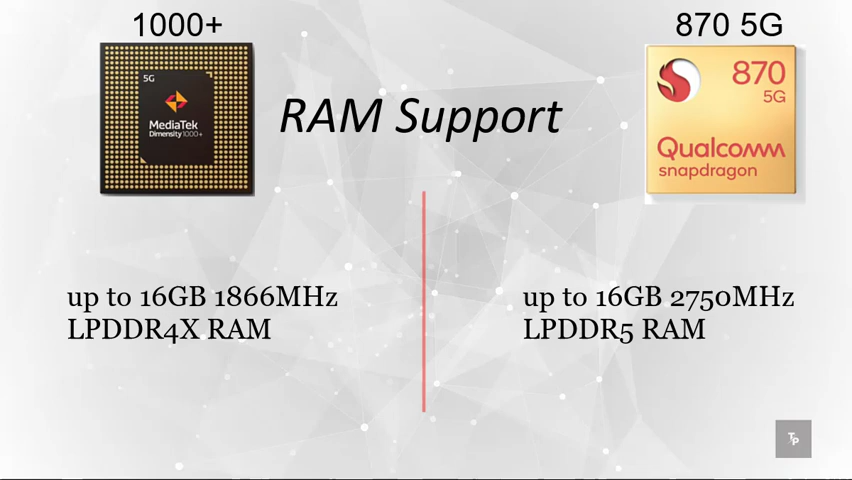 1000+
870 5G
5G
MediaTek
Dimensity 1000+
RAM Support
870
5G
Qualcomm
snapdragon
up to 16GB 1866MHz
LPDDR4X RAM
up to 16GB 2750MHz
LPDDR5 RAM
TP